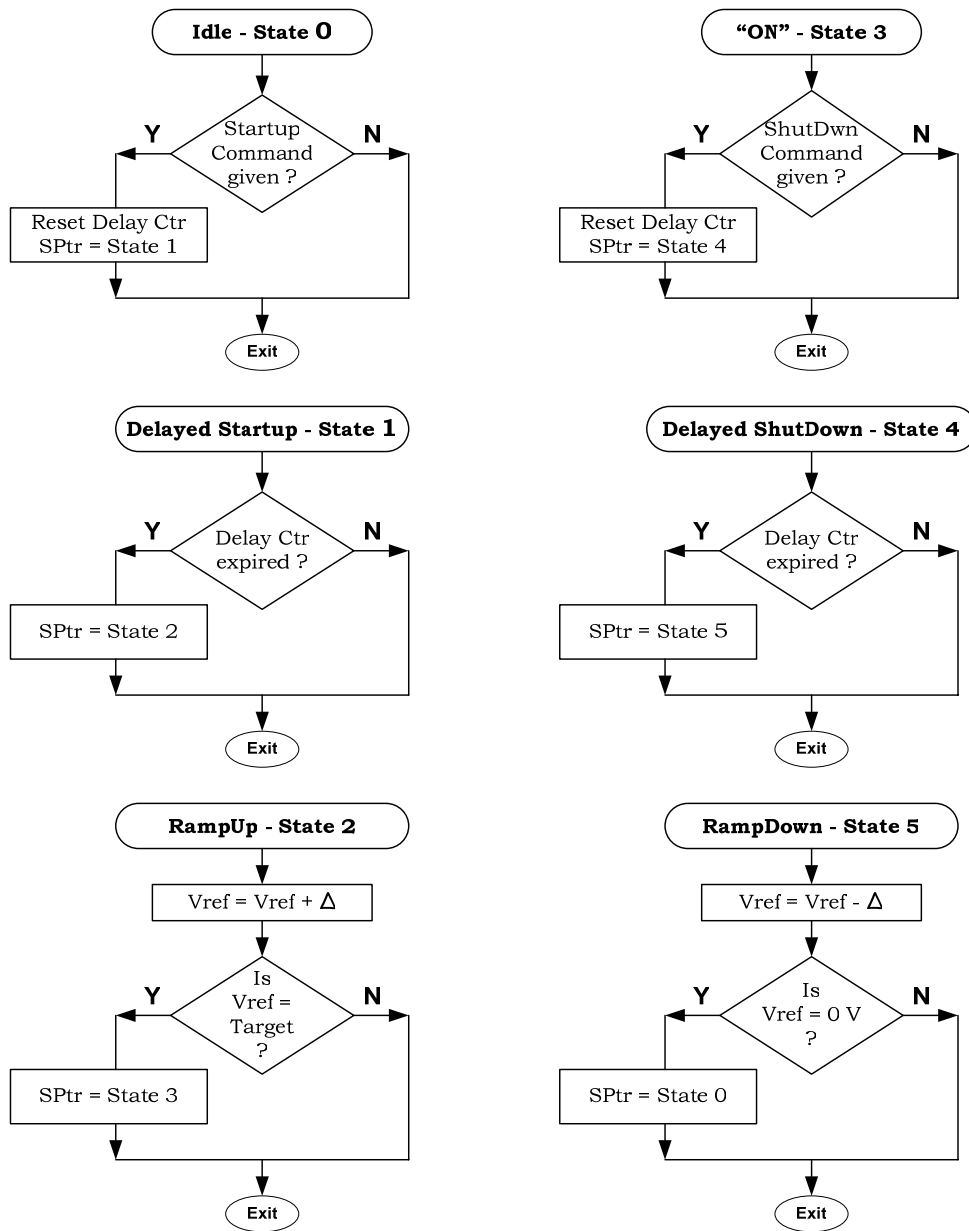 Idle - State 0
Y
Startup
Command
given ?
N
Reset Delay Ctr
SPtr = State 1
Exit
“ON” - State 3
Y
ShutDwn
Command
given ?
N
Reset Delay Ctr
SPtr = State 4
Exit
Delayed Startup - State 1
Y
Delay Ctr
expired ?
N
SPtr = State 2
Exit
Delayed ShutDown - State 4
Y
Delay Ctr
expired ?
N
SPtr = State 5
Exit
RampUp - State 2
Vref = Vref + Δ
Y
Is
Vref =
Target
?
N
SPtr = State 3
Exit
RampDown - State 5
Vref = Vref - Δ
Y
Is
Vref = 0 V
?
N
SPtr = State 0
Exit